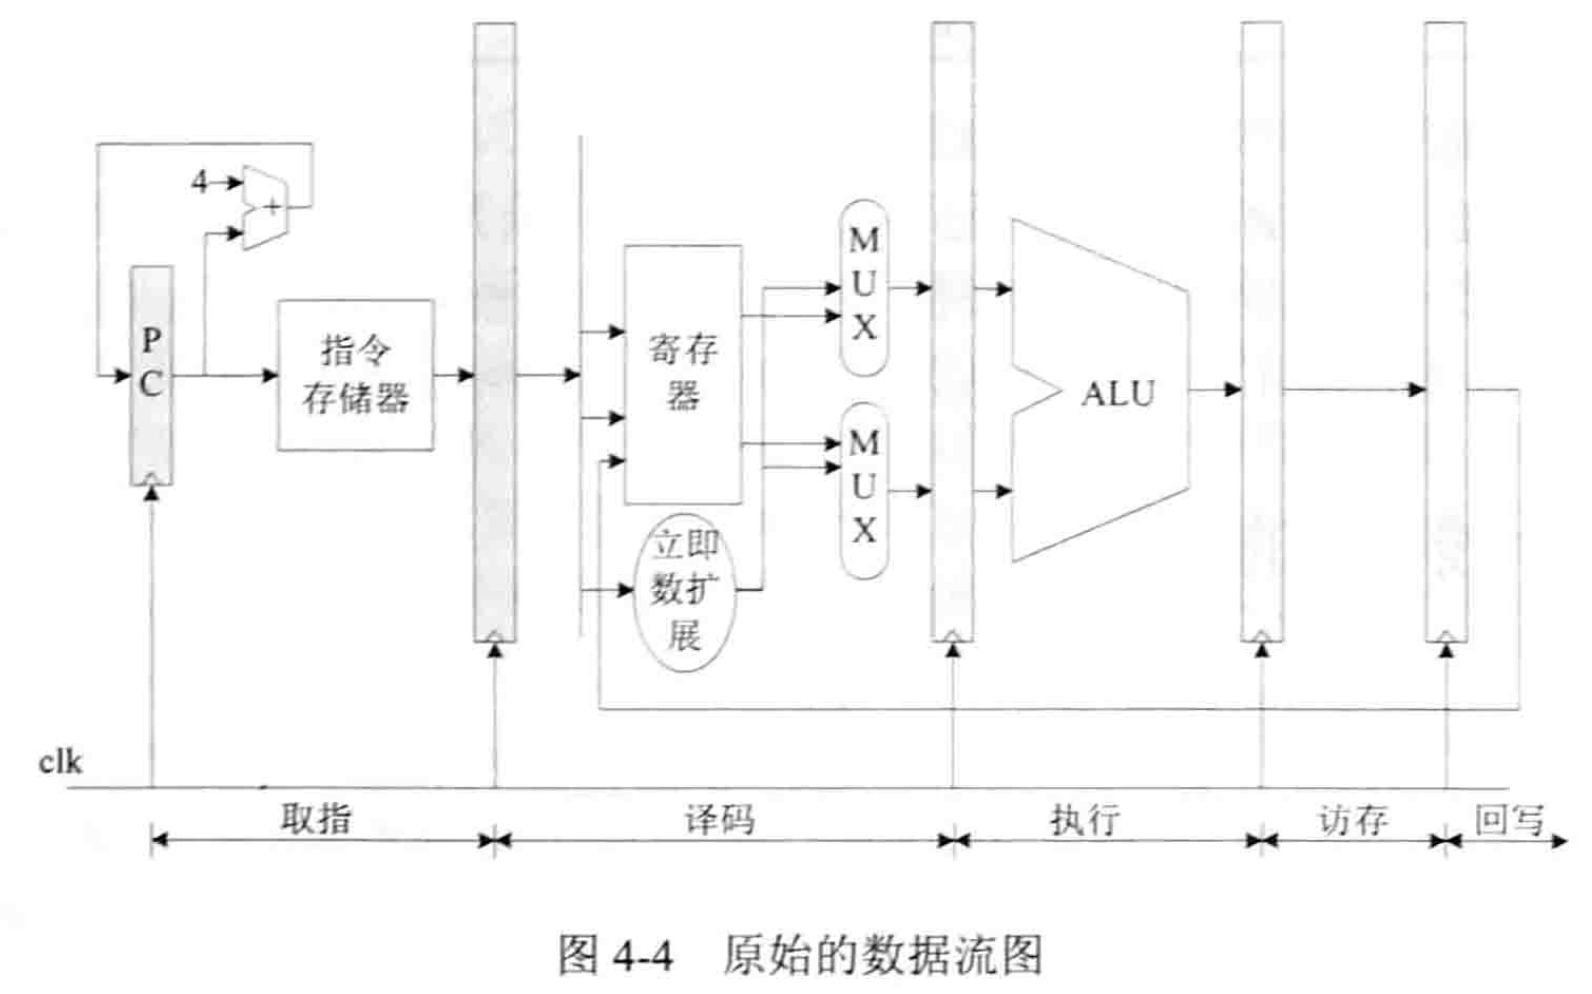 4
+
P
C
指令
存储器
寄存
器
立即
数扩
展
M
U
X
M
U
X
ALU
clk
取指
译码
执行
访存
回写
图 4-4 原始的数据流图